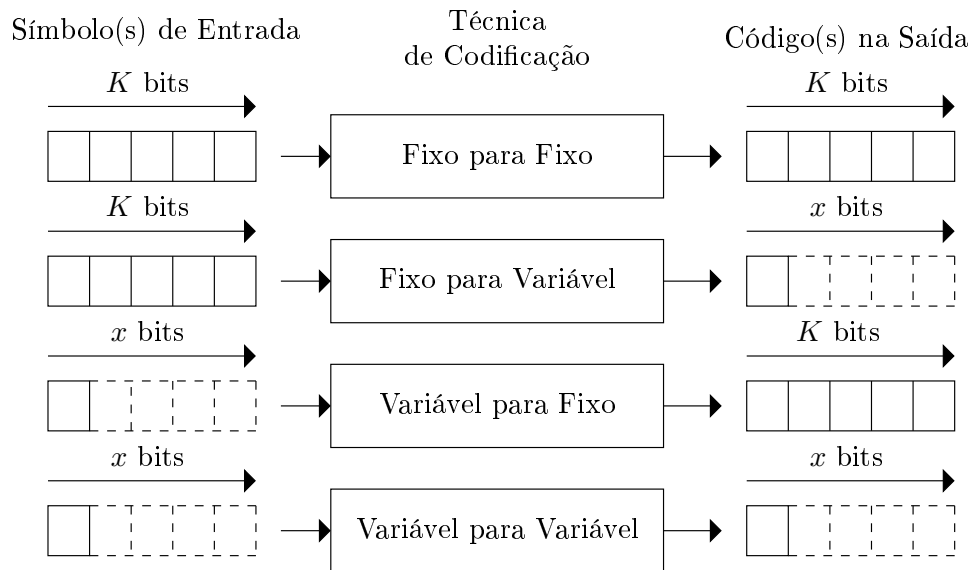 Símbolo(s) de Entrada
Técnica
de Codificação
Código(s) na Saída
K bits
K bits
Fixo para Fixo
K bits
x bits
Fixo para Variável
x bits
K bits
Variável para Fixo
x bits
x bits
Variável para Variável